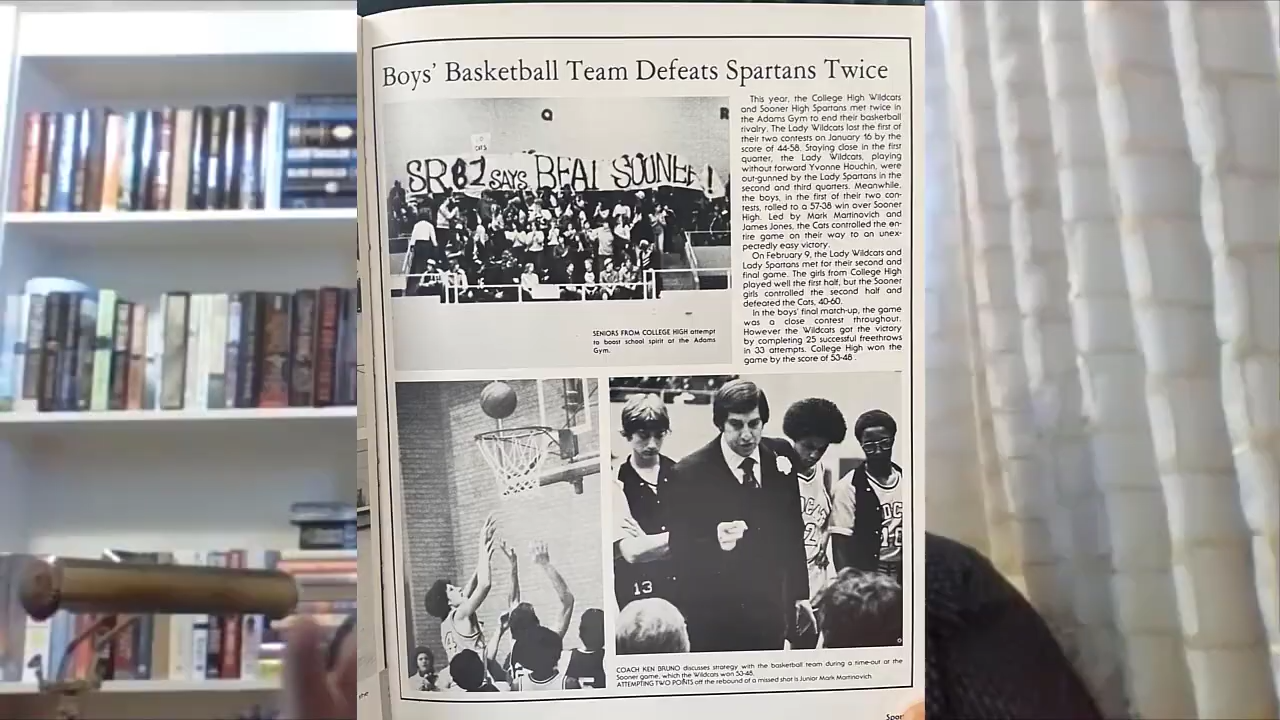 Boys' Basketball Team Defeats Spartans Twice
SR82 SAYS BEAT SOONER!
SENIORS FROM COLLEGE HIGH attempt
to boost school spirit at the Adams
Gym.
This year, the College High Wildcats
and Sooner High Spartans met twice in
the Adams Gym to end their basketball
rivalry. The Lady Wildcats lost the first of
their two contests on January 16 by the
score of 44-58. Staying close in the first
quarter, the Lady Wildcats, playing
without forward Yvonne Houchin, were
out-gunned by the Lady Spartans in the
second and third quarters. Meanwhile,
the boys, in the first of their two con-
tests, rolled to a 57-38 win over Sooner
High. Led by Mark Martinovich and
James Jones, the Cats controlled the en-
tire game on their way to an unex-
pectedly easy victory.
On February 9, the Lady Wildcats and
Lady Spartans met for their second and
final game. The girls from College High
played well the first half, but the Sooner
girls controlled the second half and
defeated the Cats, 40-60.
In the boys' final match-up, the game
was a close contest throughout.
However the Wildcats got the victory
by completing 25 successful freethrows
in 33 attempts. College High won the
game by the score of 53-48.
13
COACH KEN BRUNO discusses strategy with the basketball team during a time-out at the
Sooner game, which the Wildcats won 53-48.
ATTEMPTING TWO POINTS off the rebound of a missed shot is Junior Mark Martinovich.
the